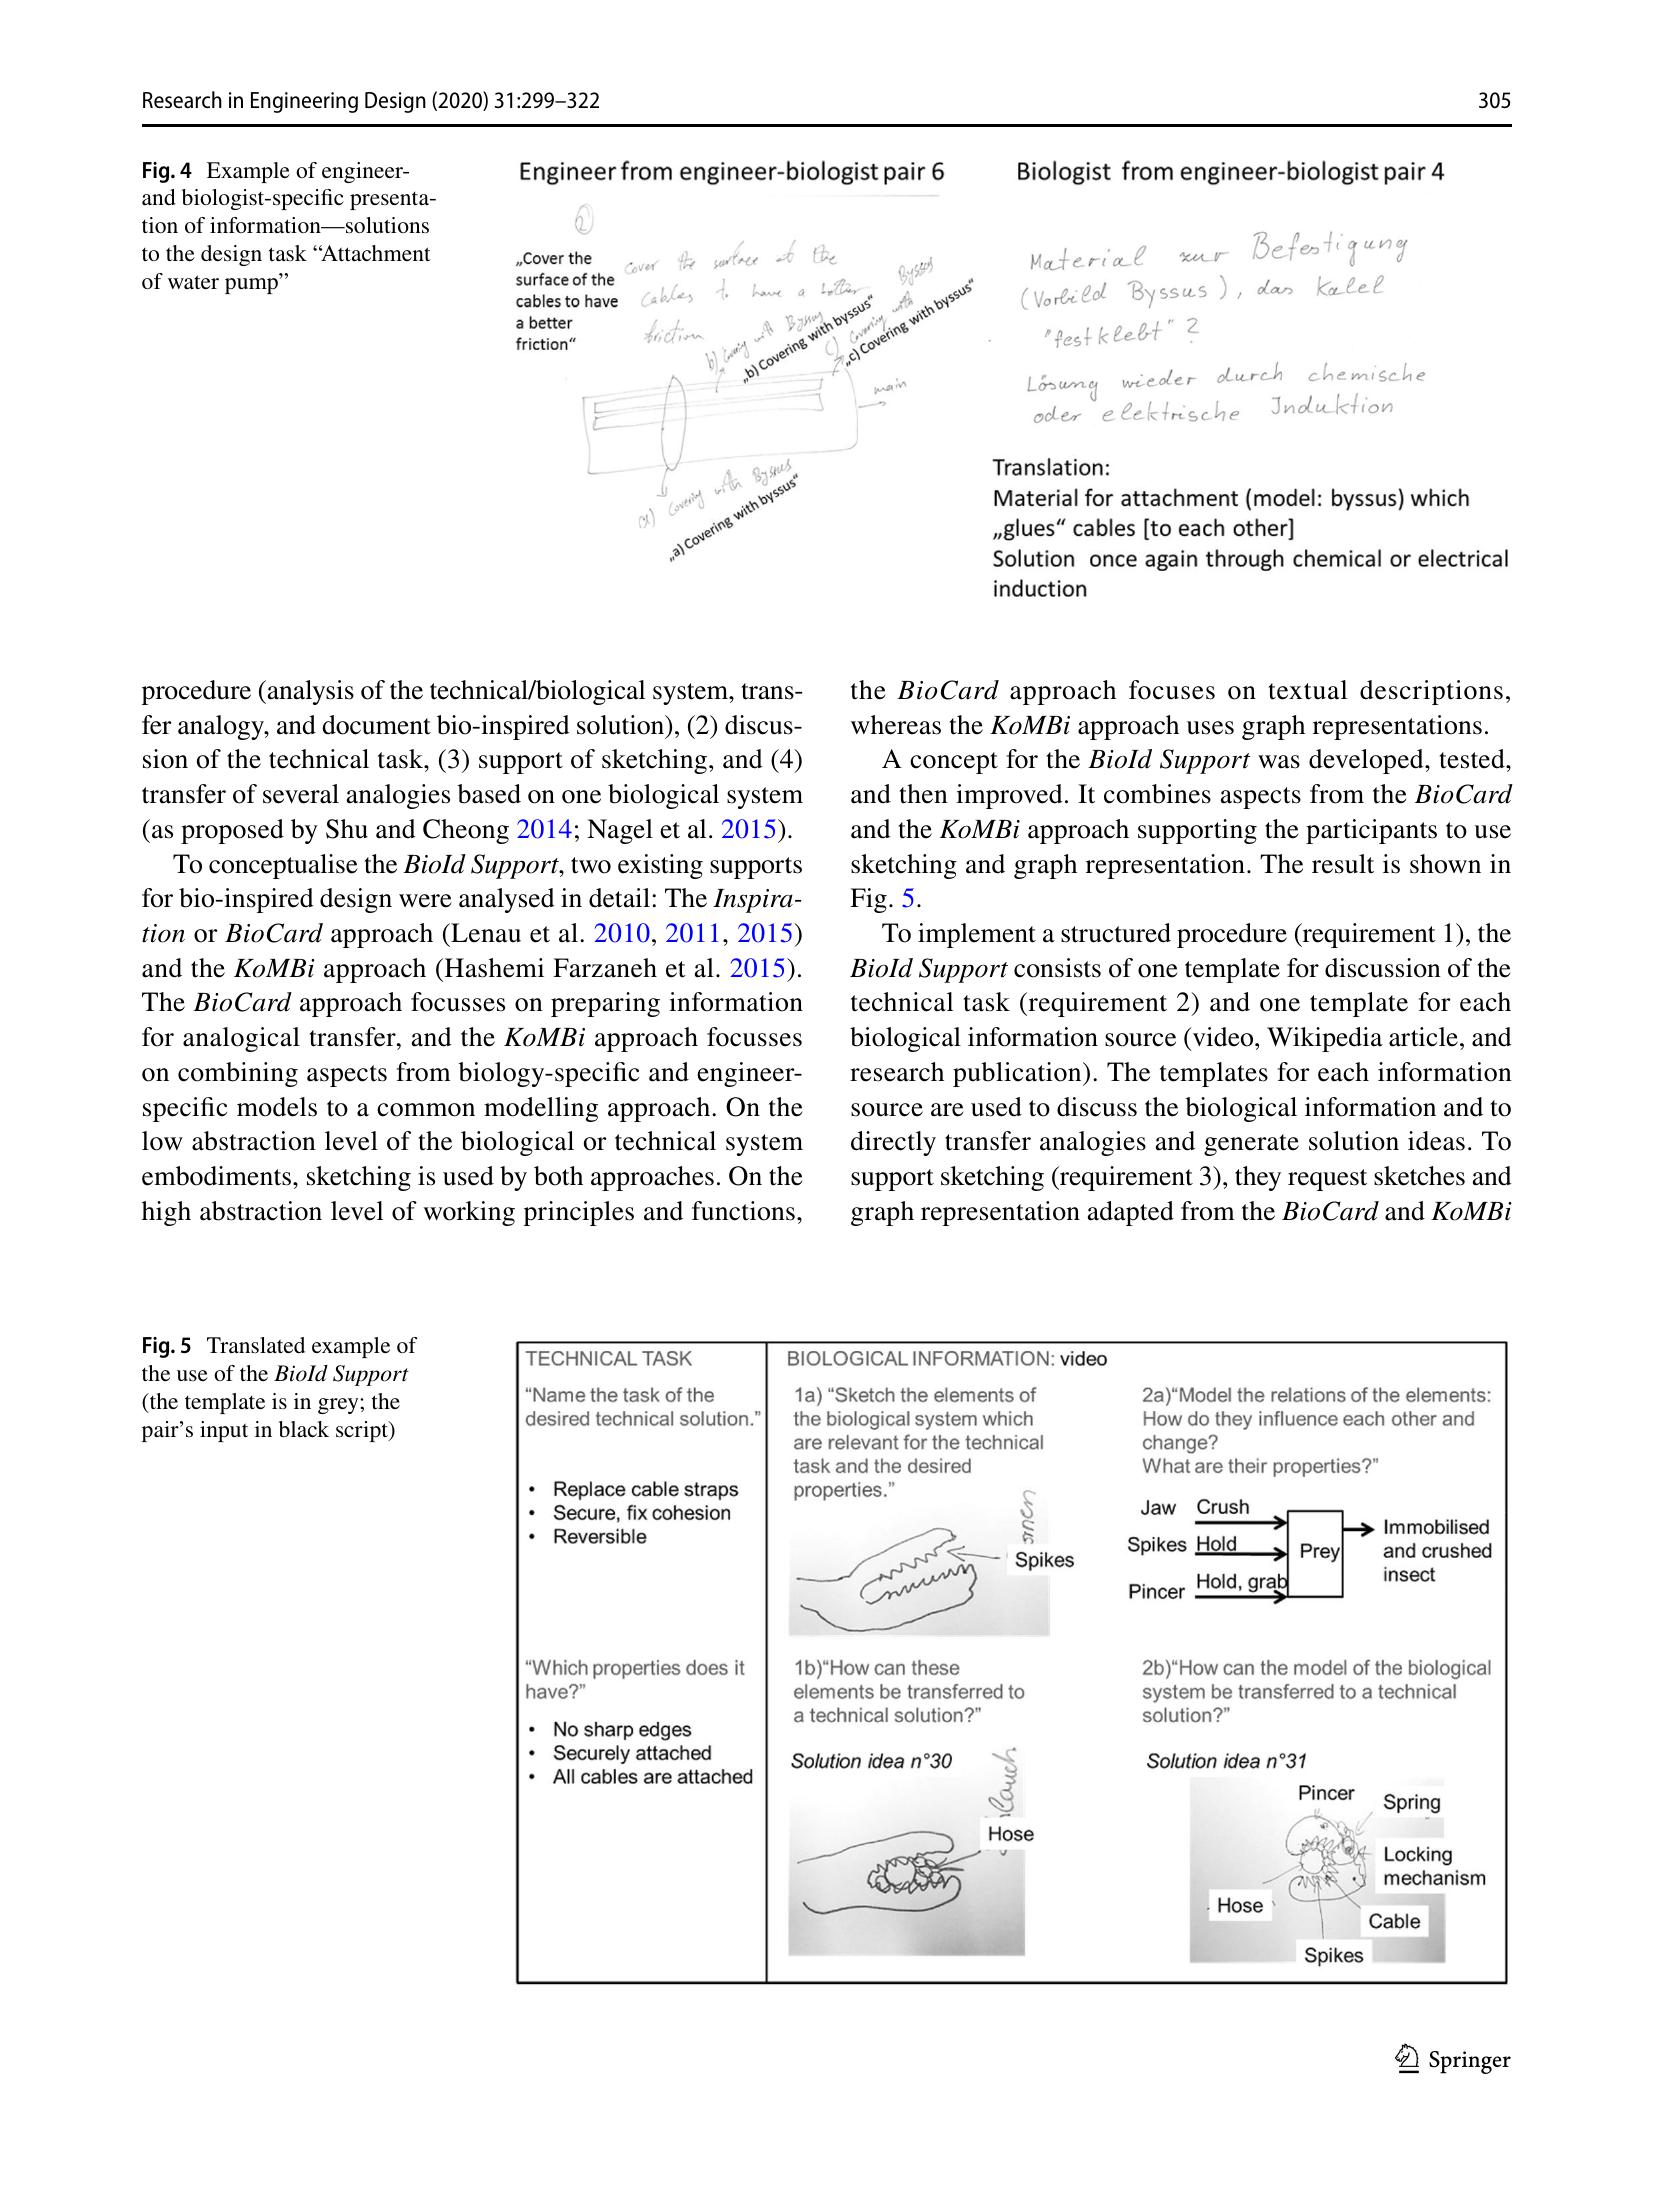 Research in Engineering Design (2020) 31:299–322
305
Fig. 4 Example of engineer-
and biologist-specific presenta-
tion of information—solutions
to the design task “Attachment
of water pump”
Engineer from engineer-biologist pair 6
2
„Cover the
surface of the
cables to have
a better
friction“
cover the surface of the
cables to have a better
friction
b) Covering with Byssus
„b) Covering with byssus“
c) Covering with Byssus
„c) Covering with byssus“
main
a) Covering with Byssus
„a) Covering with byssus“
Biologist from engineer-biologist pair 4
Material zur Befestigung
(Vorbild Byssus), das Kabel
"festklebt"?
Lösung wieder durch chemische
oder elektrische Induktion
Translation:
Material for attachment (model: byssus) which
„glues“ cables [to each other]
Solution once again through chemical or electrical
induction
procedure (analysis of the technical/biological system, trans-
fer analogy, and document bio-inspired solution), (2) discus-
sion of the technical task, (3) support of sketching, and (4)
transfer of several analogies based on one biological system
(as proposed by Shu and Cheong 2014; Nagel et al. 2015).
To conceptualise the BioId Support, two existing supports
for bio-inspired design were analysed in detail: The Inspira-
tion or BioCard approach (Lenau et al. 2010, 2011, 2015)
and the KoMBi approach (Hashemi Farzaneh et al. 2015).
The BioCard approach focusses on preparing information
for analogical transfer, and the KoMBi approach focusses
on combining aspects from biology-specific and engineer-
specific models to a common modelling approach. On the
low abstraction level of the biological or technical system
embodiments, sketching is used by both approaches. On the
high abstraction level of working principles and functions,
the BioCard approach focuses on textual descriptions,
whereas the KoMBi approach uses graph representations.
A concept for the BioId Support was developed, tested,
and then improved. It combines aspects from the BioCard
and the KoMBi approach supporting the participants to use
sketching and graph representation. The result is shown in
Fig. 5.
To implement a structured procedure (requirement 1), the
BioId Support consists of one template for discussion of the
technical task (requirement 2) and one template for each
biological information source (video, Wikipedia article, and
research publication). The templates for each information
source are used to discuss the biological information and to
directly transfer analogies and generate solution ideas. To
support sketching (requirement 3), they request sketches and
graph representation adapted from the BioCard and KoMBi
Fig. 5 Translated example of
the use of the BioId Support
(the template is in grey; the
pair’s input in black script)
TECHNICAL TASK
“Name the task of the
desired technical solution.”
• Replace cable straps
• Secure, fix cohesion
• Reversible
“Which properties does it
have?”
• No sharp edges
• Securely attached
• All cables are attached
BIOLOGICAL INFORMATION: video
1a) “Sketch the elements of
the biological system which
are relevant for the technical
task and the desired
properties.”
Spikes
2a)“Model the relations of the elements:
How do they influence each other and
change?
What are their properties?”
Jaw Crush
Spikes Hold
Pincer Hold, grab
Prey
Immobilised
and crushed
insect
1b)“How can these
elements be transferred to
a technical solution?”
Solution idea n°30
Hose
2b)“How can the model of the biological
system be transferred to a technical
solution?”
Solution idea n°31
Pincer
Spring
Locking
mechanism
Hose
Cable
Spikes
Springer